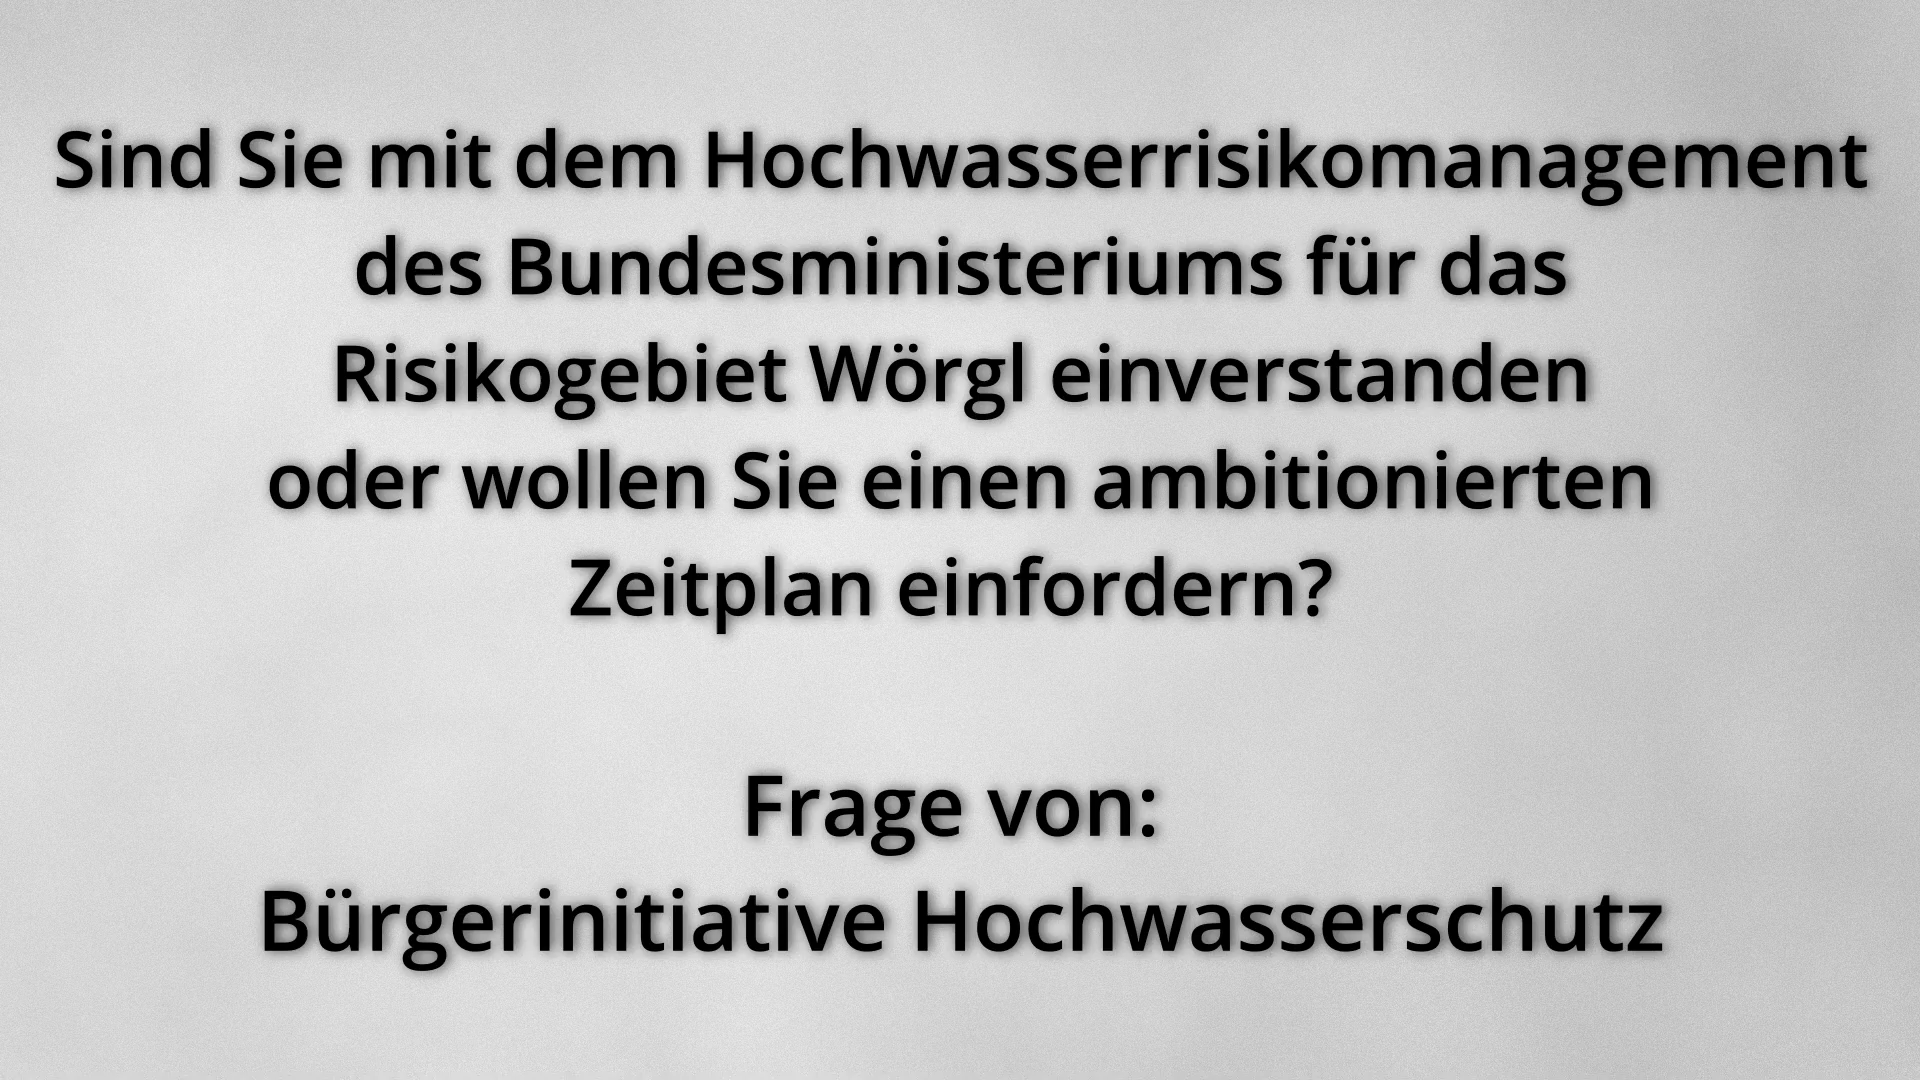 Sind Sie mit dem Hochwasserrisikomanagement
des Bundesministeriums für das
Risikogebiet Wörgl einverstanden
oder wollen Sie einen ambitionierten
Zeitplan einfordern?
Frage von:
Bürgerinitiative Hochwasserschutz